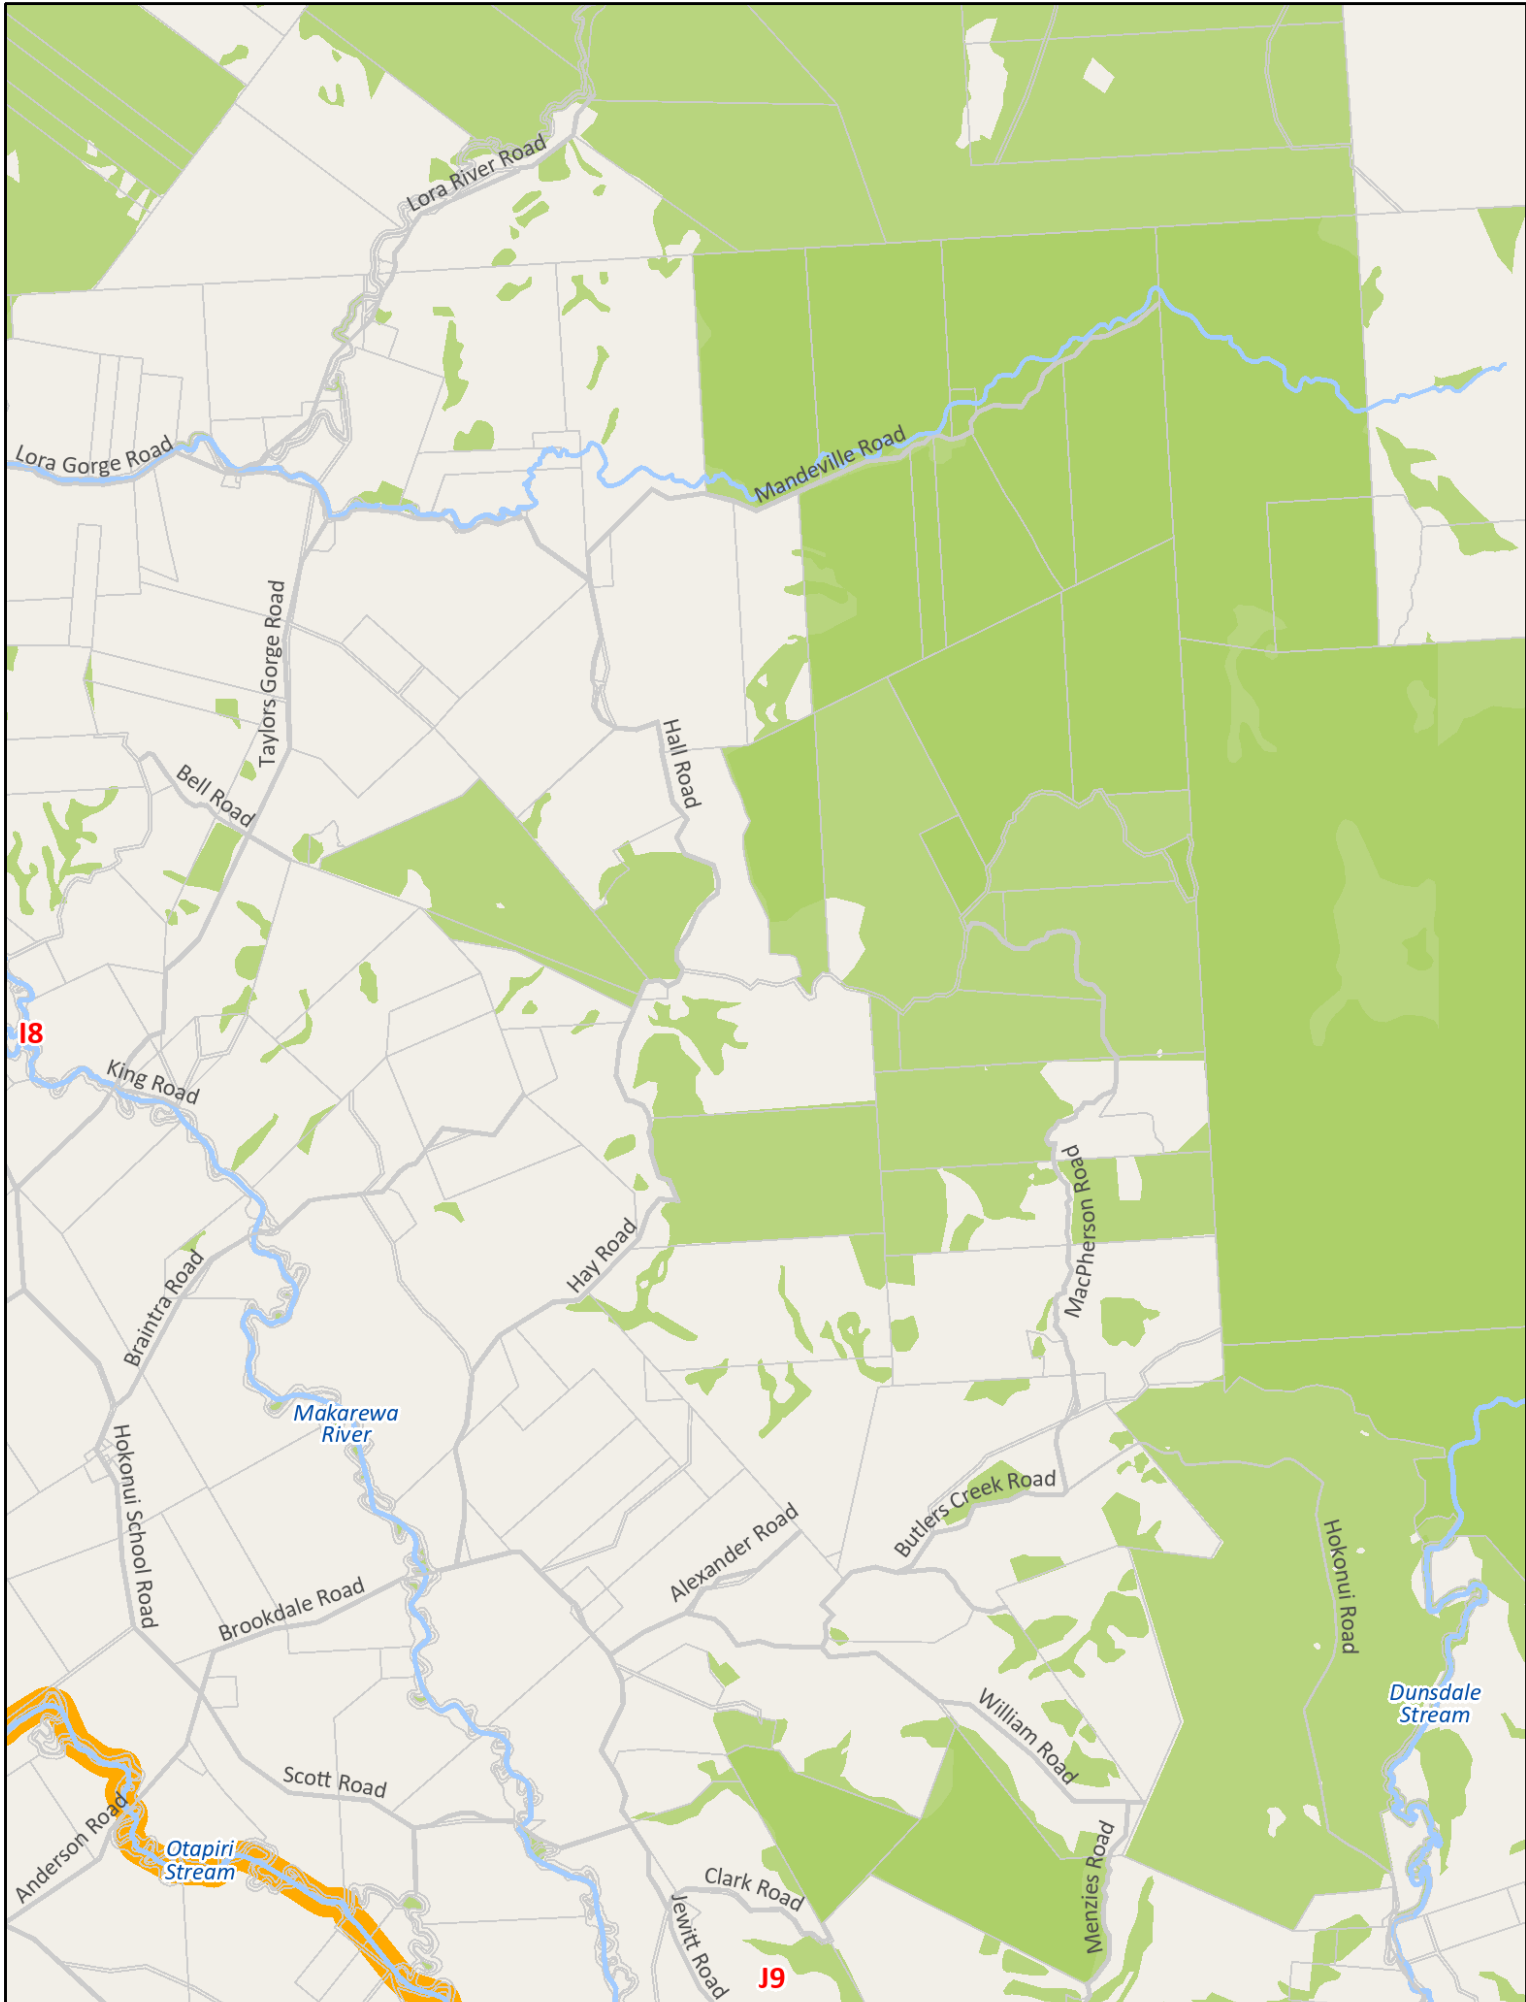 Lora River Road
Mandeville Road
Lora Gorge Road
Taylors Gorge Road
Hall Road
Bell Road
I8
King Road
MacPherson Road
Hay Road
Braintra Road
Makarewa
River
Hokonui School Road
Butlers Creek Road
Alexander Road
Hokonui Road
Brookdale Road
Dunsdale
Stream
William Road
Scott Road
Anderson Road
Otapiri
Stream
Menzies Road
Clark Road
Jewitt Road
J9